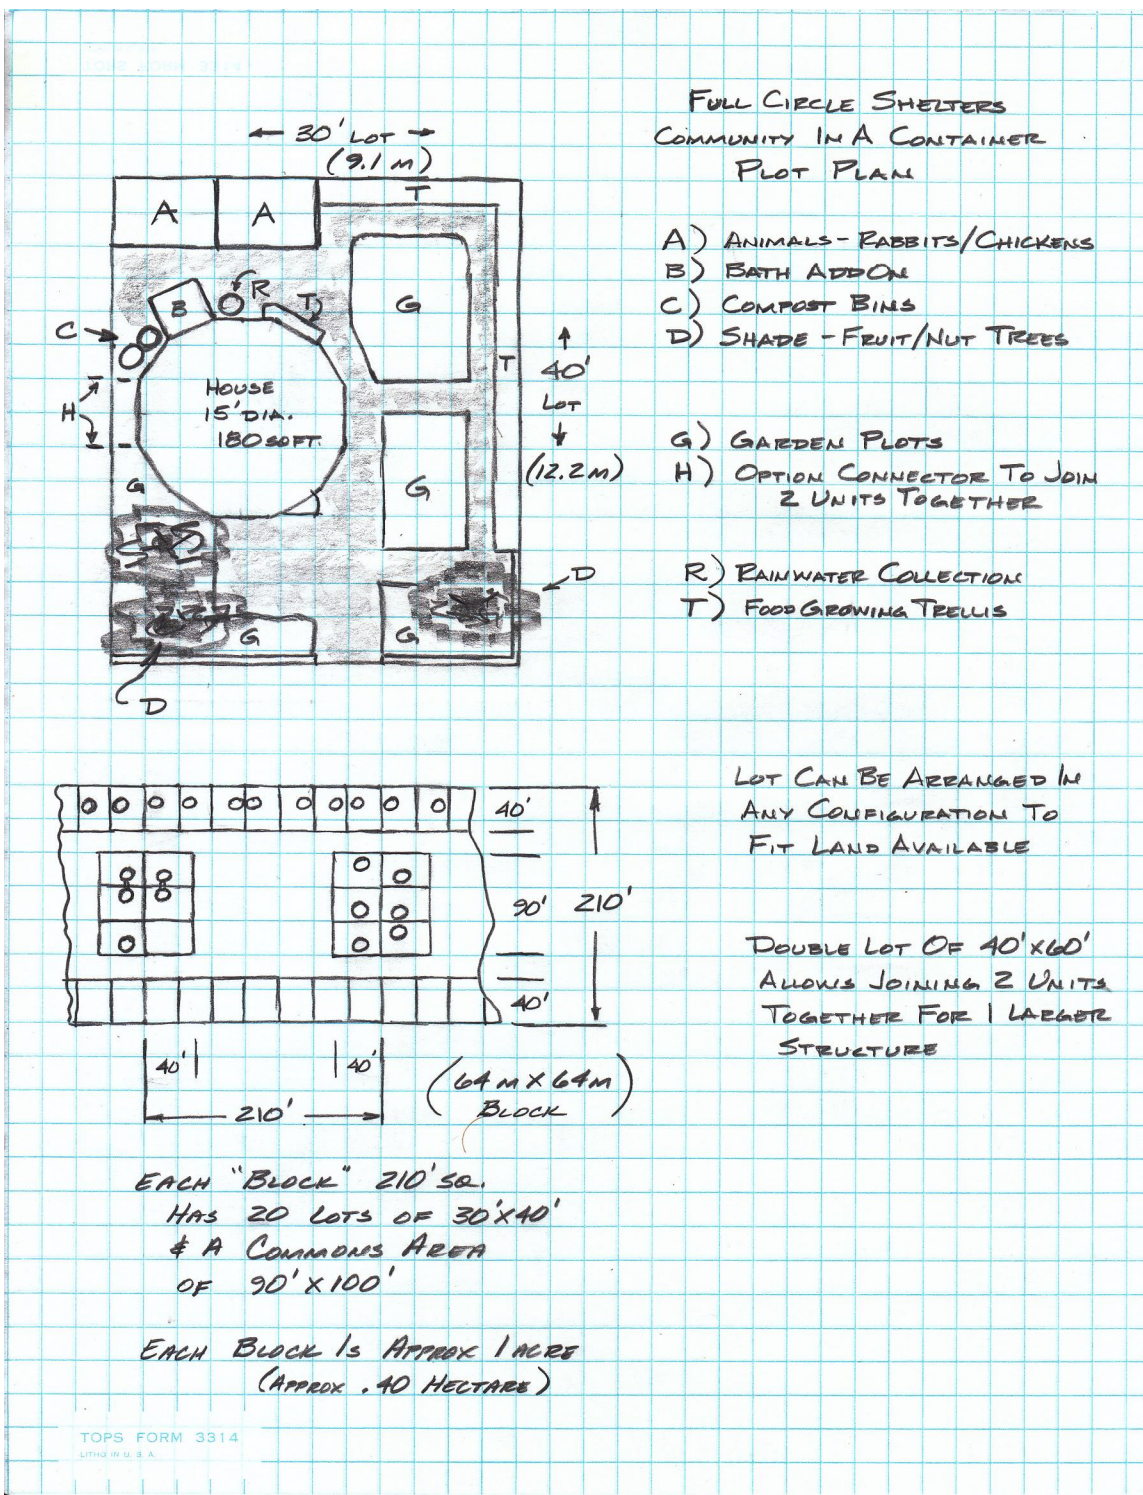 FULL CIRCLE SHELTERS
COMMUNITY IN A CONTAINER
PLOT PLAN
30' LOT
(9.1 M)
T
A A
A) ANIMALS - RABBITS/CHICKENS
B) BATH ADD ON
C) COMPOST BINS
D) SHADE - FRUIT/NUT TREES
R
T
B
G
C
HOUSE
15' DIA.
180 SQFT.
T
40'
LOT
(12.2 M)
H
G
G
G) GARDEN PLOTS
H) OPTION CONNECTOR TO JOIN
2 UNITS TOGETHER
R) RAINWATER COLLECTION
T) FOOD GROWING TRELLIS
D
G
G
D
LOT CAN BE ARRANGED IN
ANY CONFIGURATION TO
FIT LAND AVAILABLE
40'
90' 210'
40'
DOUBLE LOT OF 40'X60'
ALLOWS JOINING 2 UNITS
TOGETHER FOR 1 LARGER
STRUCTURE
40' 40'
210'
(64 M X 64 M
BLOCK)
EACH "BLOCK" 210' SQ.
HAS 20 LOTS OF 30'X40'
& A COMMONS AREA
OF 90' X 100'
EACH BLOCK IS APPROX 1 ACRE
(APPROX .40 HECTARE)
TOPS FORM 3314
LITHO IN U. S. A.